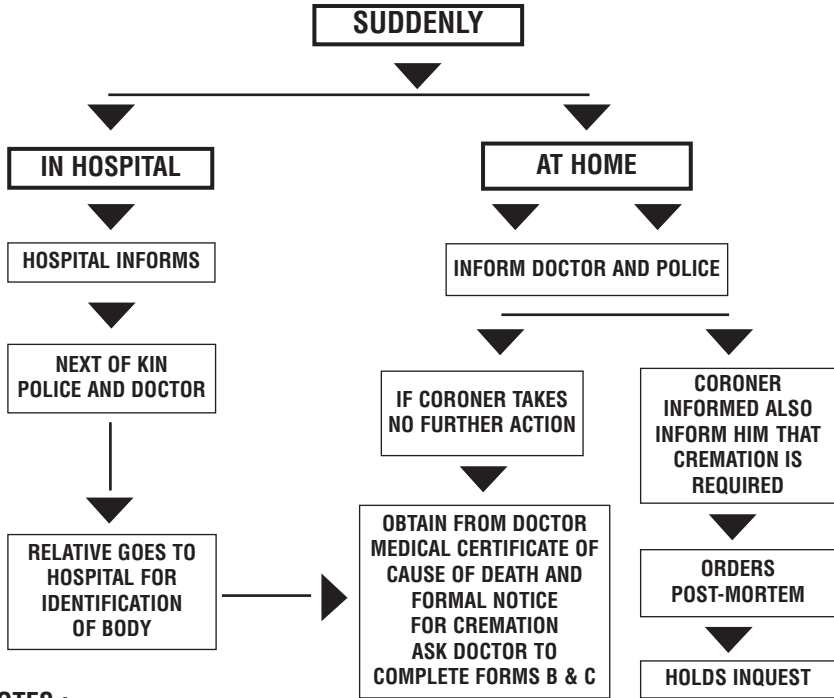 SUDDENLY
IN HOSPITAL
AT HOME
HOSPITAL INFORMS
INFORM DOCTOR AND POLICE
NEXT OF KIN
POLICE AND DOCTOR
IF CORONER TAKES
NO FURTHER ACTION
CORONER
INFORMED ALSO
INFORM HIM THAT
CREMATION IS
REQUIRED
RELATIVE GOES TO
HOSPITAL FOR
IDENTIFICATION
OF BODY
OBTAIN FROM DOCTOR
MEDICAL CERTIFICATE OF
CAUSE OF DEATH AND
FORMAL NOTICE
FOR CREMATION
ASK DOCTOR TO
COMPLETE FORMS B & C
ORDERS
POST-MORTEM
HOLDS INQUEST